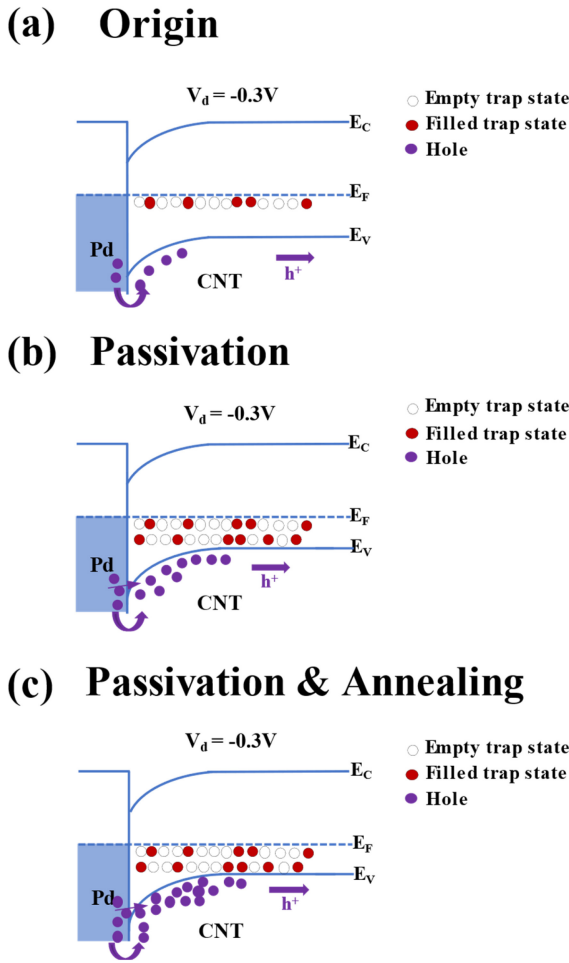 (a) Origin
V_d = -0.3V
Empty trap state
Filled trap state
Hole
E_C
E_F
E_V
Pd
CNT
h⁺
(b) Passivation
V_d = -0.3V
Empty trap state
Filled trap state
Hole
E_C
E_F
E_V
Pd
CNT
h⁺
(c) Passivation & Annealing
V_d = -0.3V
Empty trap state
Filled trap state
Hole
E_C
E_F
E_V
Pd
CNT
h⁺